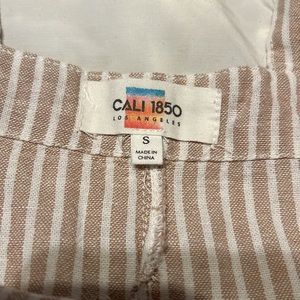 CALI 1850
LOS ANGELES
S
MADE IN
CHINA